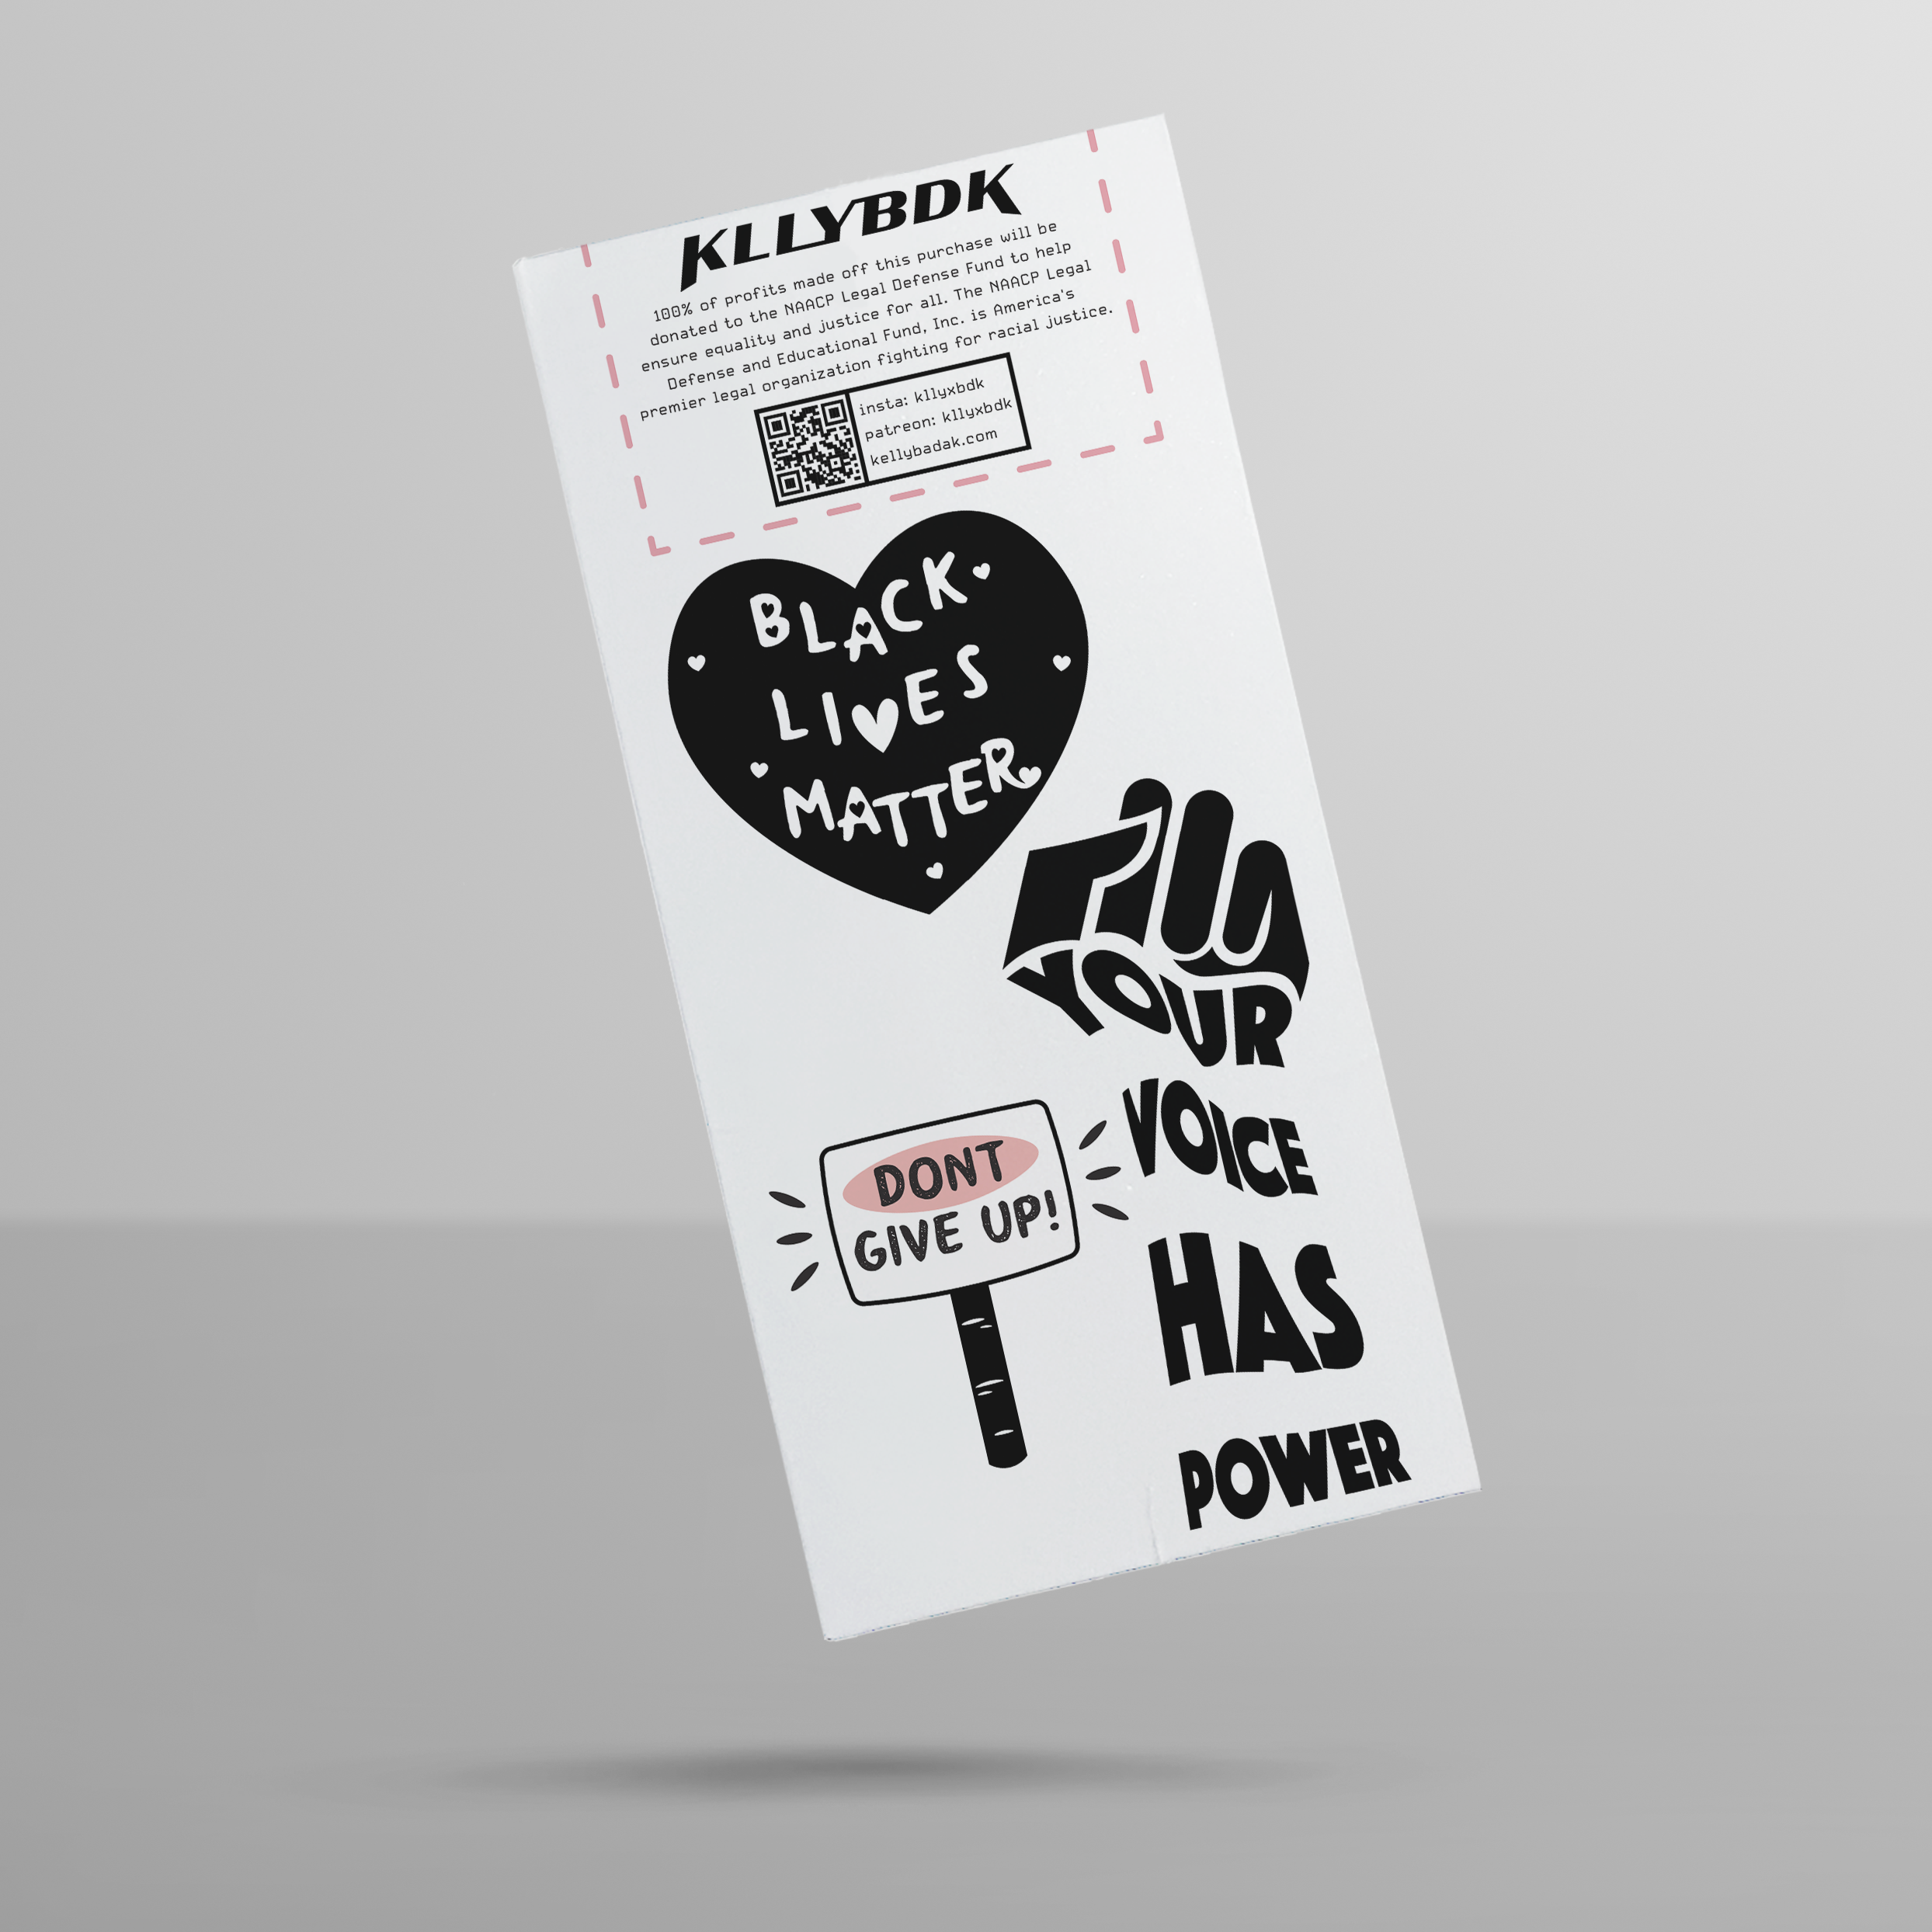 KLLYBDK
100% of profits made off this purchase will be
donated to the NAACP Legal Defense Fund to help
ensure equality and justice for all. The NAACP Legal
Defense and Educational Fund, Inc. is America's
premier legal organization fighting for racial justice.
insta: kllyxbdk
patreon: kllyxbdk
kellybadak.com
BLACK
LIVES
MATTER
YOUR
VOICE
HAS
POWER
DONT
GIVE UP!